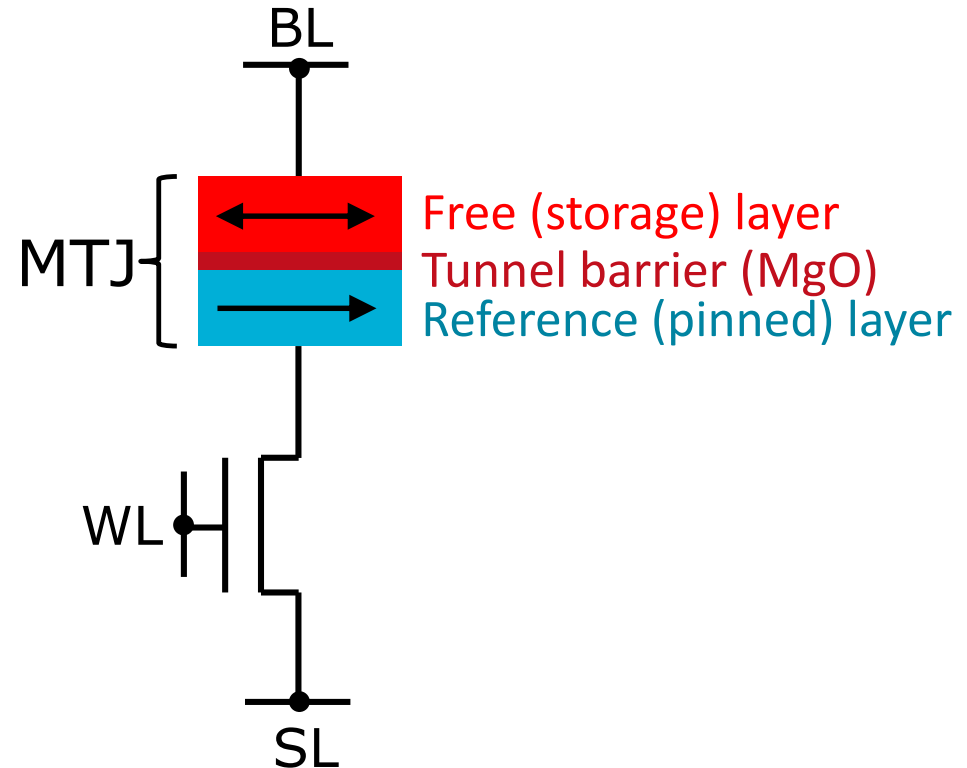 BL
MTJ
Free (storage) layer
Tunnel barrier (MgO)
Reference (pinned) layer
WL
SL